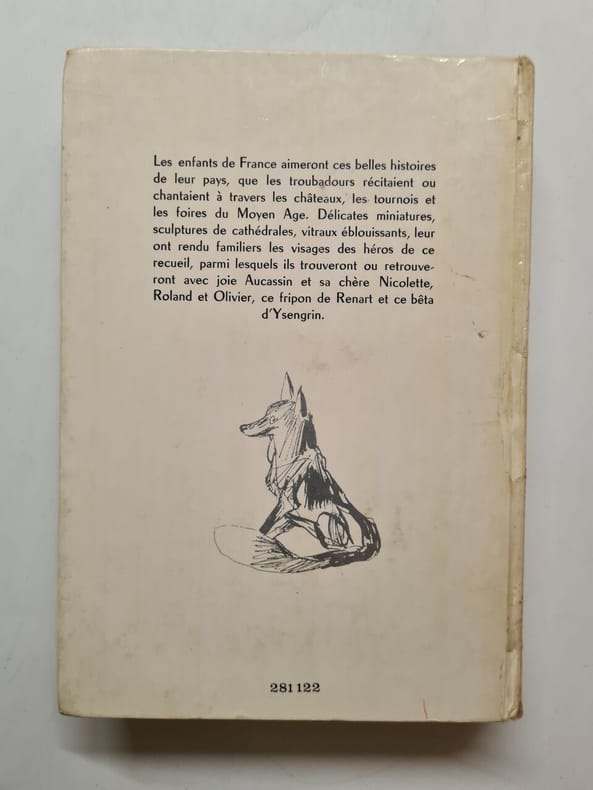 Les enfants de France aimeront ces belles histoires
de leur pays, que les troubadours récitaient ou
chantaient à travers les châteaux, les tournois et
les foires du Moyen Age. Délicates miniatures,
sculptures de cathédrales, vitraux éblouissants, leur
ont rendu familiers les visages des héros de ce
recueil, parmi lesquels ils trouveront ou retrouve-
ront avec joie Aucassin et sa chère Nicolette,
Roland et Olivier, ce fripon de Renart et ce bêta
d'Ysengrin.
281 122